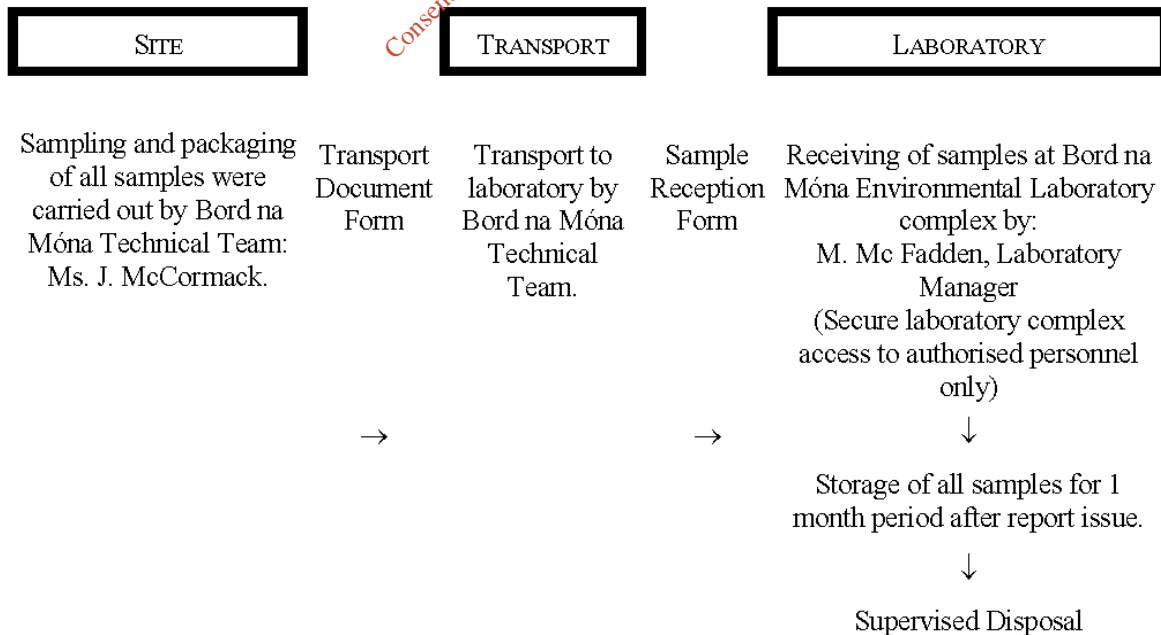 SITE
TRANSPORT
LABORATORY
Sampling and packaging
of all samples were
carried out by Bord na
Móna Technical Team:
Ms. J. McCormack.
Transport
Document
Form
→
Transport to
laboratory by
Bord na Móna
Technical
Team.
Sample
Reception
Form
→
Receiving of samples at Bord na
Móna Environmental Laboratory
complex by:
M. Mc Fadden, Laboratory
Manager
(Secure laboratory complex
access to authorised personnel
only)
↓
Storage of all samples for 1
month period after report issue.
↓
Supervised Disposal